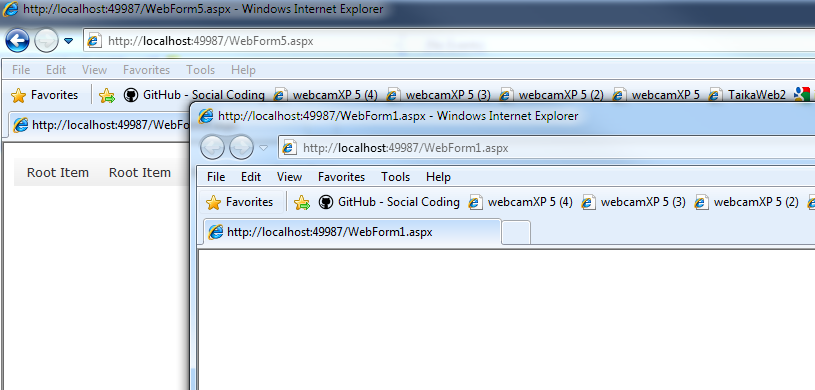 http://localhost:49987/WebForm5.aspx - Windows Internet Explorer
http://localhost:49987/WebForm5.aspx
File Edit View Favorites Tools Help
Favorites GitHub - Social Coding webcamXP 5 (4) webcamXP 5 (3) webcamXP 5 (2) webcamXP 5 TaikaWeb2
http://localhost:49987/WebF
Root Item Root Item
http://localhost:49987/WebForm1.aspx - Windows Internet Explorer
http://localhost:49987/WebForm1.aspx
File Edit View Favorites Tools Help
Favorites GitHub - Social Coding webcamXP 5 (4) webcamXP 5 (3) webcamXP 5 (2)
http://localhost:49987/WebForm1.aspx